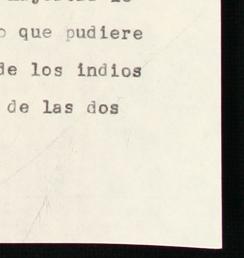 que pudiere
de los indios
de las dos